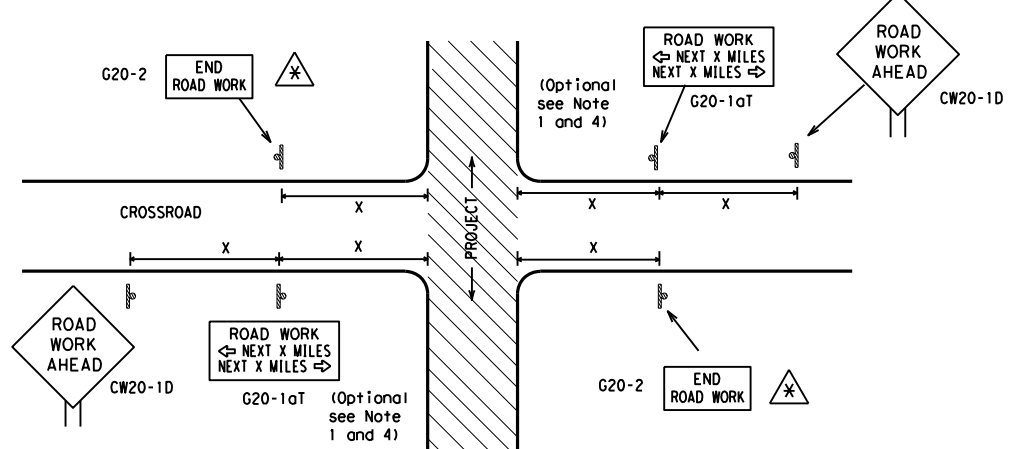 ROAD WORK
⇦ NEXT X MILES
NEXT X MILES ⇨
G20-1aT
ROAD
WORK
AHEAD
CW20-1D
G20-2
END
ROAD WORK
*
(Optional
see Note
1 and 4)
X
X
X
CROSSROAD
PROJECT
X
X
X
ROAD
WORK
AHEAD
CW20-1D
ROAD WORK
⇦ NEXT X MILES
NEXT X MILES ⇨
G20-1aT
(Optional
see Note
1 and 4)
G20-2
END
ROAD WORK
*